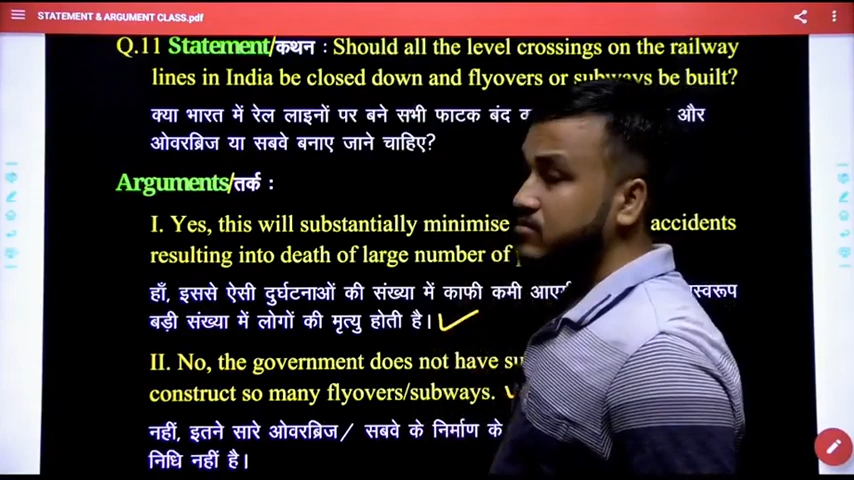 STATEMENT & ARGUMENT CLASS.pdf
Q.11 Statement/कथन : Should all the level crossings on the railway
lines in India be closed down and flyovers or subways be built?
क्या भारत में रेल लाइनों पर बने सभी फाटक बंद और
ओवरब्रिज या सबवे बनाए जाने चाहिए?
Arguments/तर्क :
I. Yes, this will substantially minimise accidents
resulting into death of large number of
हाँ, इससे ऐसी दुर्घटनाओं की संख्या में काफी कमी
बड़ी संख्या में लोगों की मृत्यु होती है।
II. No, the government does not have
construct so many flyovers/subways.
नहीं, इतने सारे ओवरब्रिज/ सबवे के निर्माण के
निधि नहीं है।